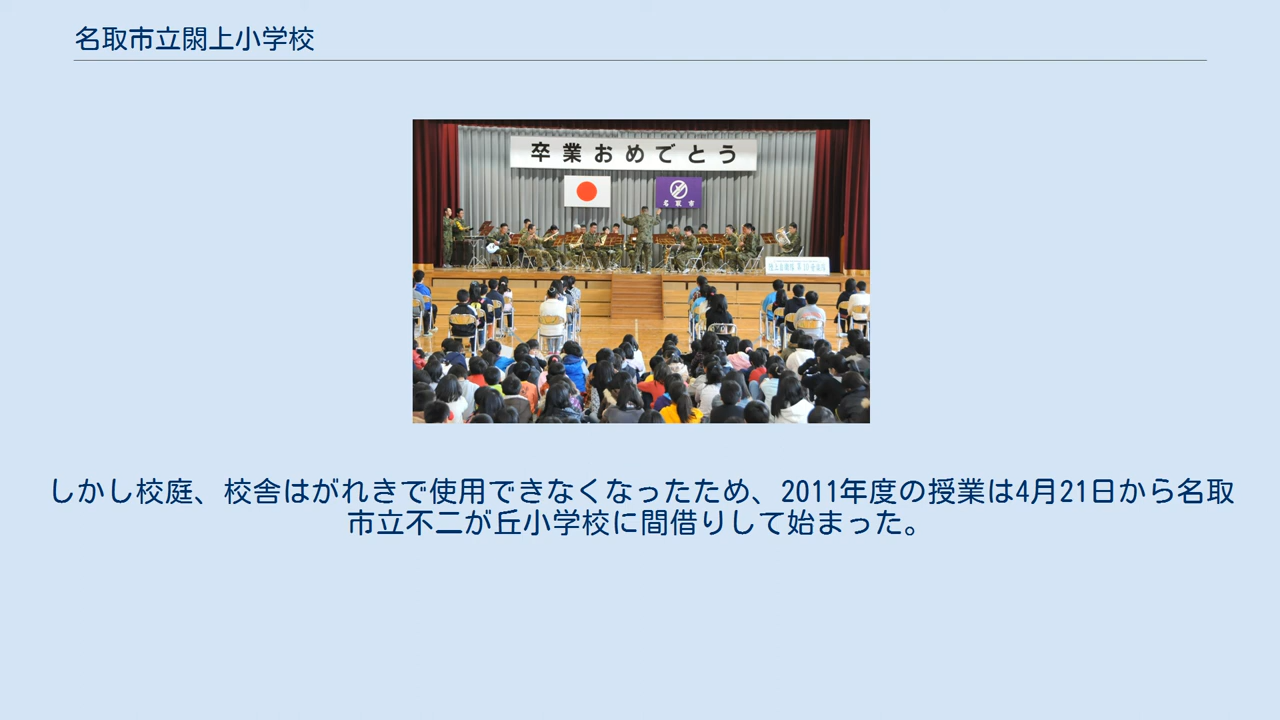 名取市立閖上小学校
卒業おめでとう
名取市
しかし校庭、校舎はがれきで使用できなくなったため、2011年度の授業は4月21日から名取
市立不二が丘小学校に間借りして始まった。